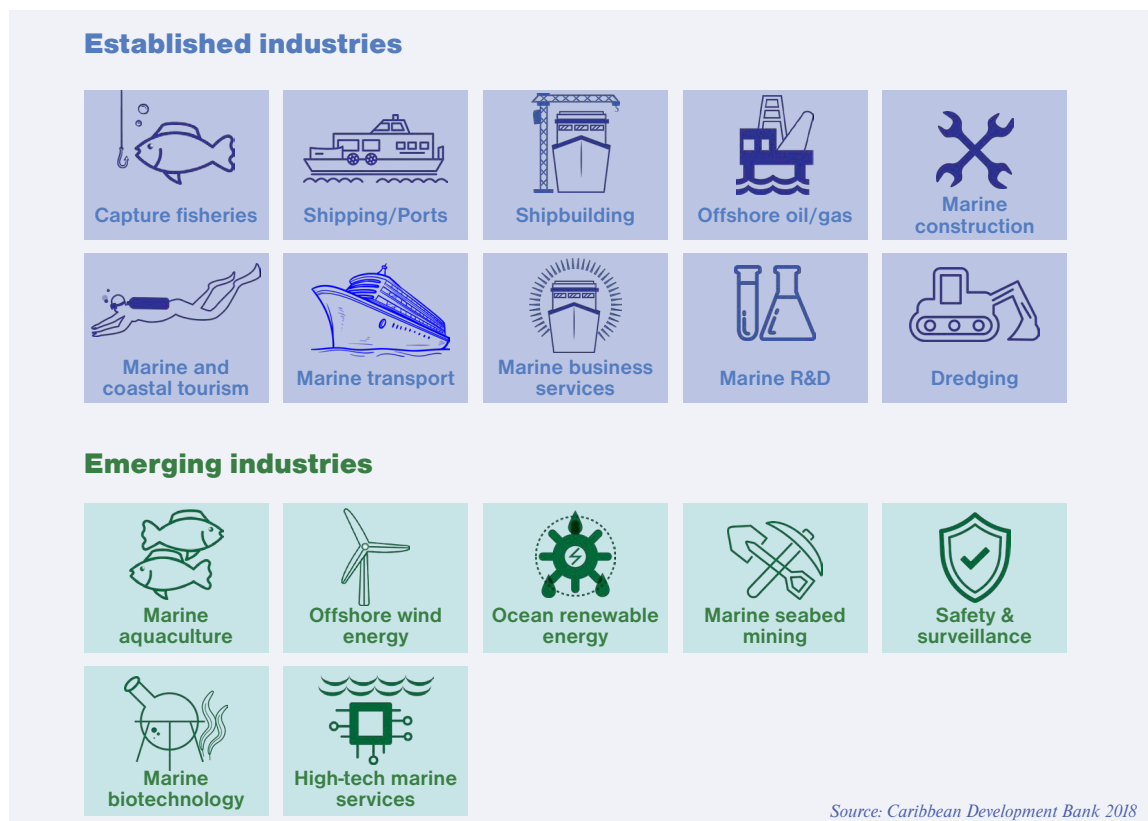 Established industries
Capture fisheries
Shipping/Ports
Shipbuilding
Offshore oil/gas
Marine
construction
Marine and
coastal tourism
Marine transport
Marine business
services
Marine R&D
Dredging
Emerging industries
Marine
aquaculture
Offshore wind
energy
Ocean renewable
energy
Marine seabed
mining
Safety &
surveillance
Marine
biotechnology
High-tech marine
services
Source: Caribbean Development Bank 2018